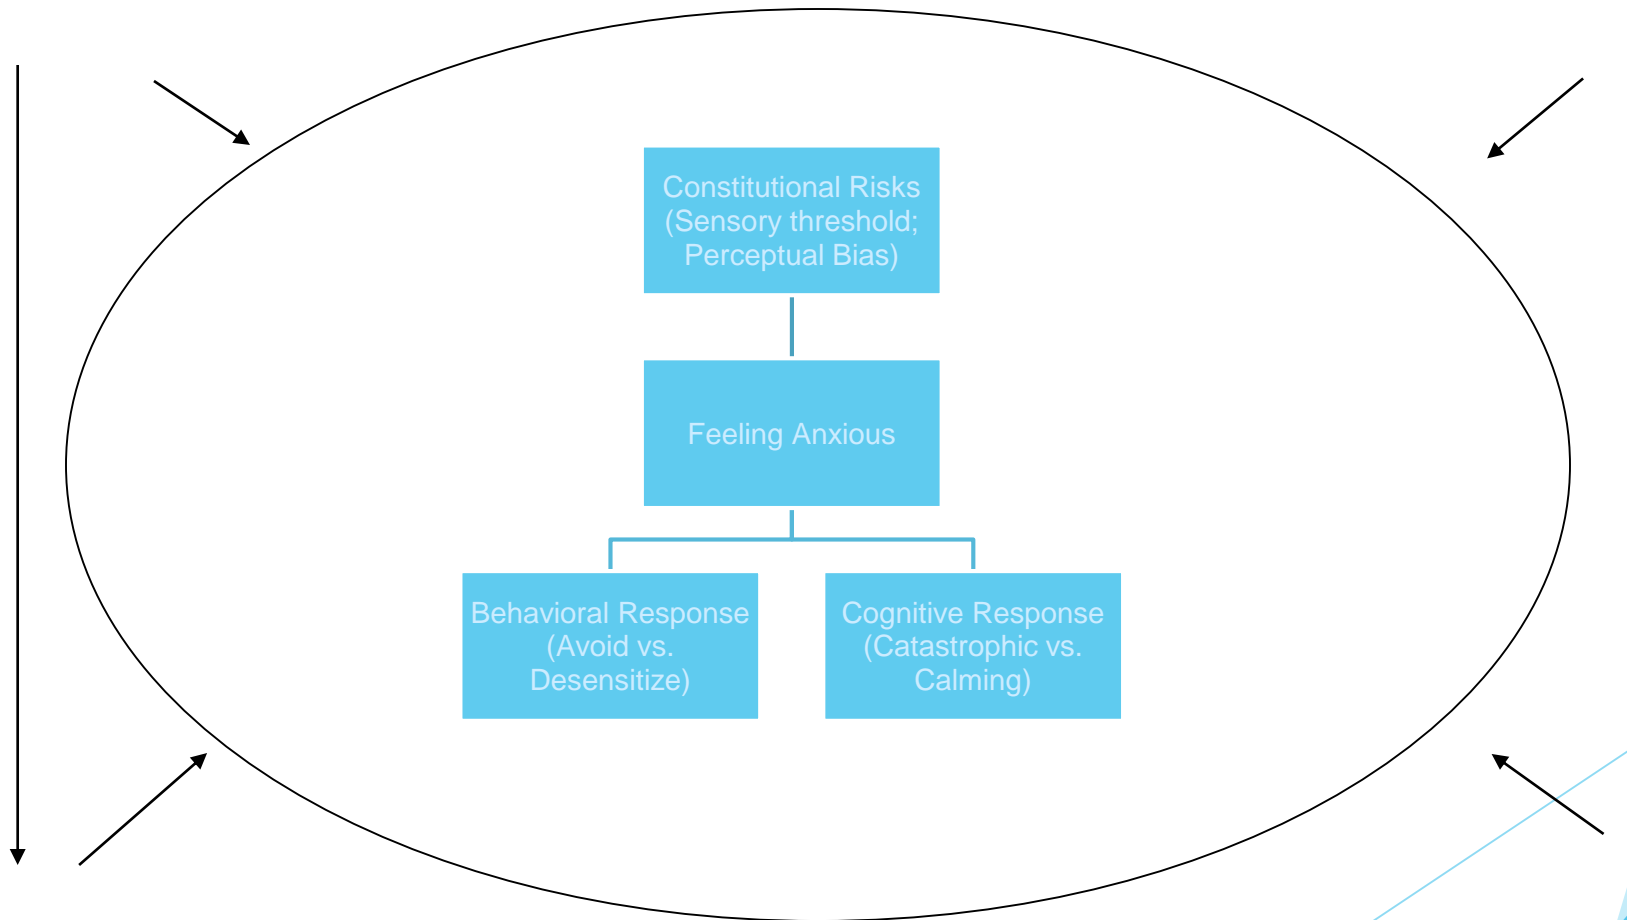 Constitutional Risks
(Sensory threshold;
Perceptual Bias)
Feeling Anxious
Behavioral Response
(Avoid vs.
Desensitize)
Cognitive Response
(Catastrophic vs.
Calming)